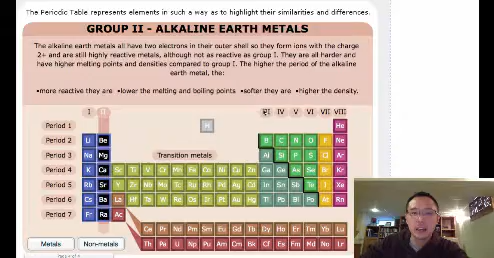 The Periodic Table represents elements in such a way as to highlight their similarities and differences.
GROUP II - ALKALINE EARTH METALS
The alkaline earth metals all have two electrons in their outer shell so they form ions with the charge
2+ and are still highly reactive metals, although not as reactive as group I. They are all harder and
have higher melting points and densities compared to group I. The higher the period of the alkaline
earth metal, the:
•more reactive they are •lower the melting and boiling points •softer they are •higher the density.
I II III IV V VI VII VIII
Period 1 H He
Period 2 Li Be B C N O F Ne
Period 3 Na Mg Transition metals Al Si P S Cl Ar
Period 4 K Ca Sc Ti V Cr Mn Fe Co Ni Cu Zn Ga Ge As Se Br Kr
Period 5 Rb Sr Y Zr Nb Mo Tc Ru Rh Pd Ag Cd In Sn Sb Te I Xe
Period 6 Cs Ba La Hf Ta W Re Os Ir Pt Au Hg Tl Pb Bi Po At Rn
Period 7 Fr Ra Ac
Ce Pr Nd Pm Sm Eu Gd Tb Dy Ho Er Tm Yb Lu
Metals Non-metals Th Pa U Np Pu Am Cm Bk Cf Es Fm Md No Lr